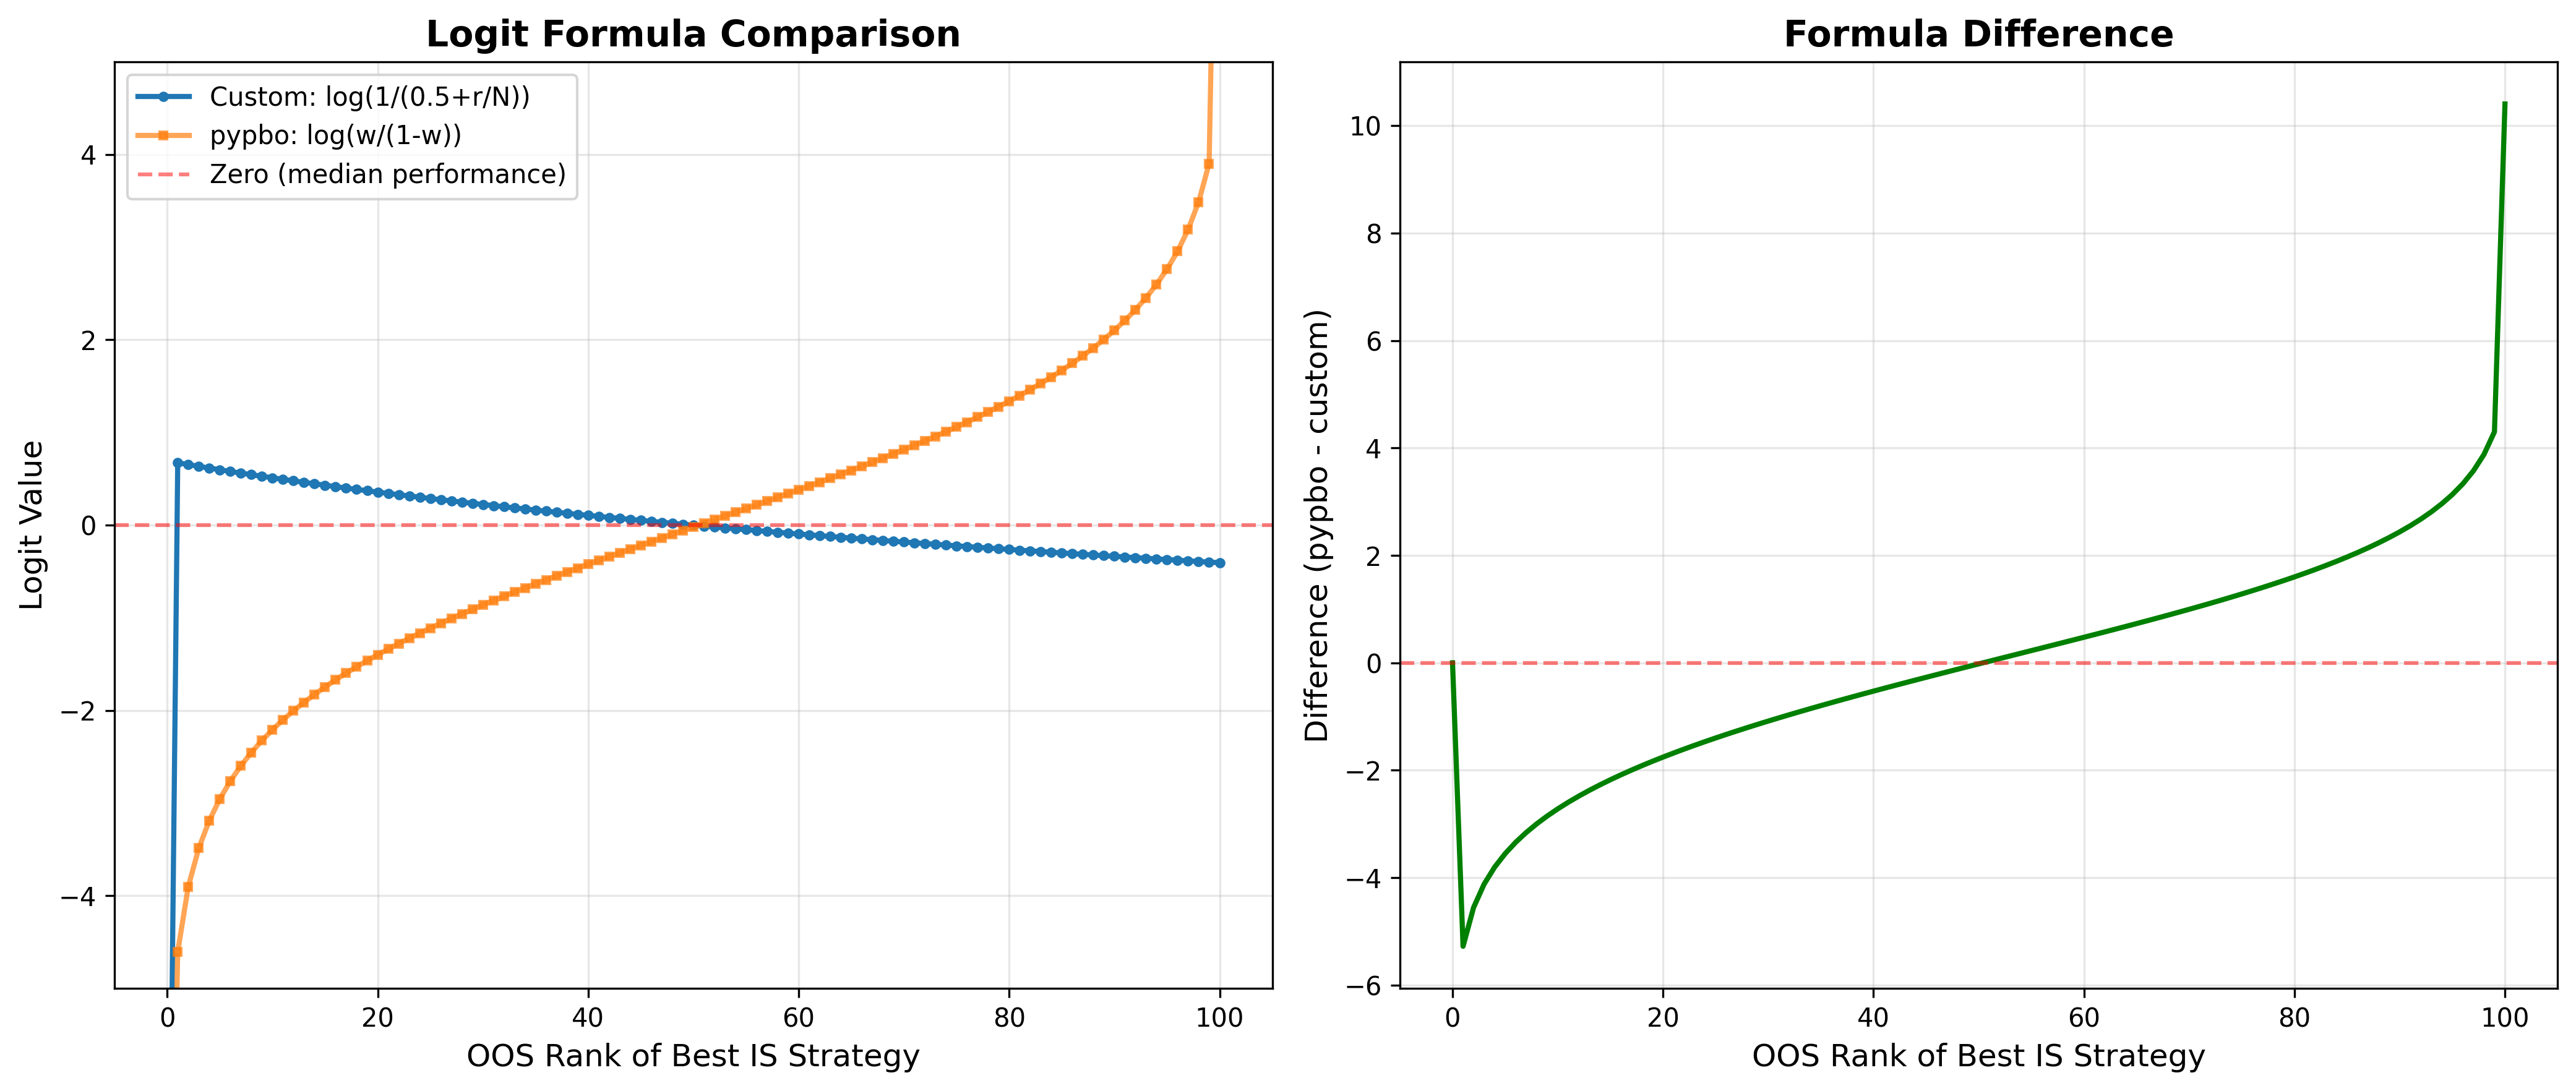 Logit Formula Comparison
Custom: log(1/(0.5+r/N))
pypbo: log(w/(1-w))
Zero (median performance)
Logit Value
4
2
0
−2
−4
0 20 40 60 80 100
OOS Rank of Best IS Strategy
Formula Difference
Difference (pypbo - custom)
10
8
6
4
2
0
−2
−4
−6
0 20 40 60 80 100
OOS Rank of Best IS Strategy